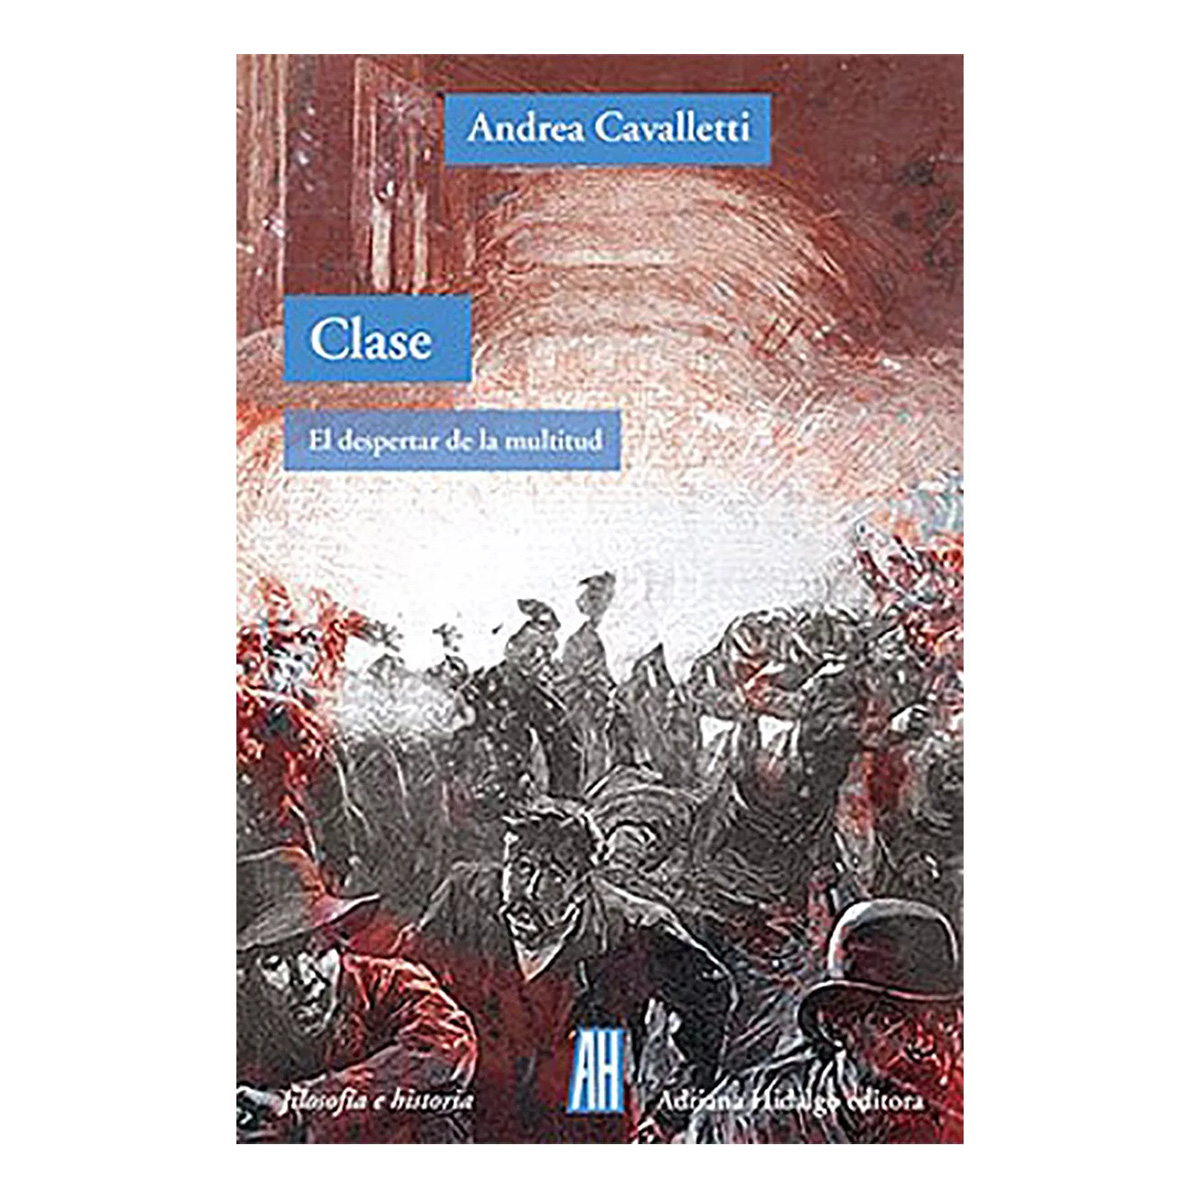 Andrea Cavalletti
Clase
El despertar de la multitud
filosofía e historia
AH
Adriana Hidalgo editora